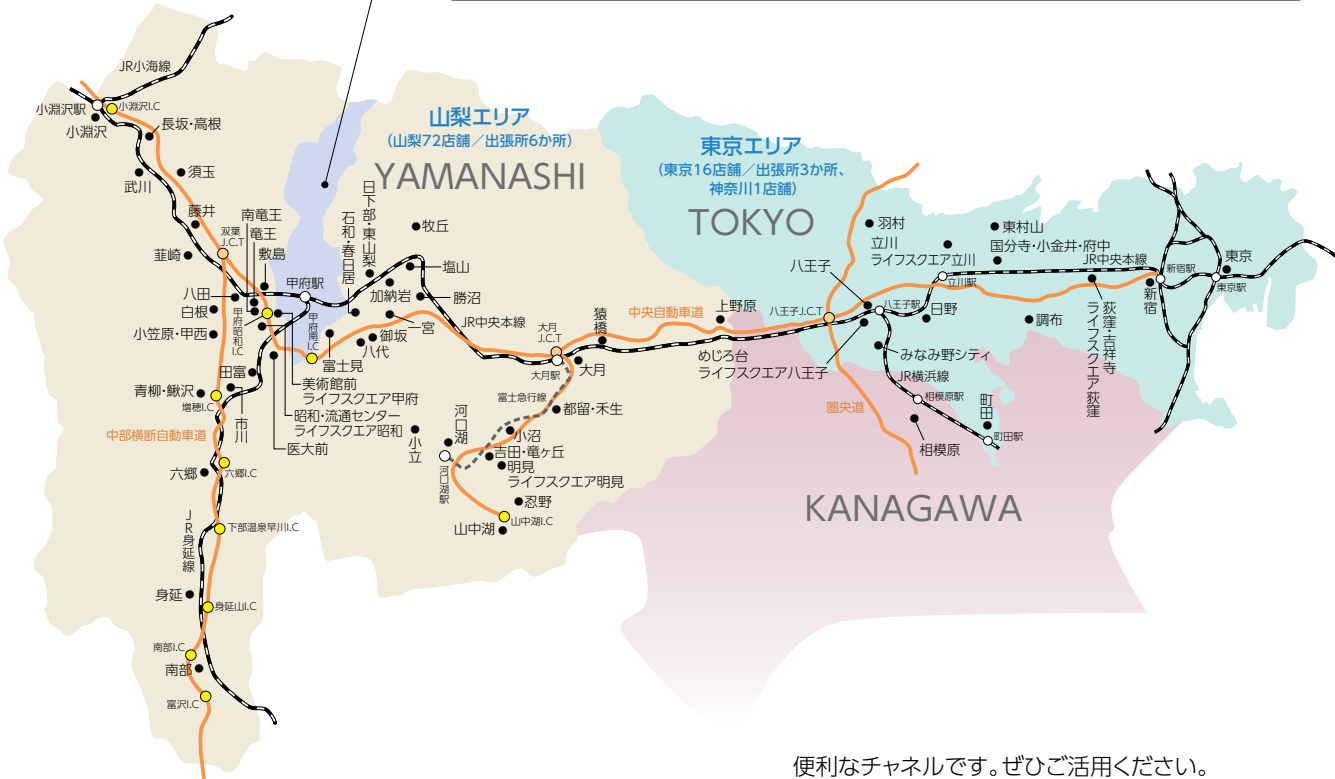 JR小海線
小淵沢駅
小淵沢I.C
小淵沢
長坂・高根
武川
須玉
藤井
韮崎
双葉
J.C.T
南竜王
竜王
敷島
八田
白根
小笠原・甲西
甲府昭和I.C
甲府駅
甲府南I.C
田富
青柳・鰍沢
増穂I.C
市川
中部横断自動車道
六郷
六郷I.C
JR身延線
下部温泉早川I.C
身延
身延山I.C
南部I.C
南部
富沢I.C
山梨エリア
(山梨72店舗／出張所6か所)
YAMANASHI
石和・春日居
日下部・東山梨
牧丘
塩山
加納岩
勝沼
一宮
御坂
八代
富士見
美術館前
ライフスクエア甲府
昭和・流通センター
ライフスクエア昭和
医大前
JR中央本線
小立
河口湖
河口湖駅
大月
J.C.T
大月駅
大月
猿橋
富士急行線
都留・禾生
小沼
吉田・竜ヶ丘
明見
ライフスクエア明見
忍野
山中湖I.C
山中湖
中央自動車道
上野原
東京エリア
(東京16店舗／出張所3か所、
神奈川1店舗)
TOKYO
八王子J.C.T
八王子
八王子駅
めじろ台
ライフスクエア八王子
羽村
立川
ライフスクエア立川
立川駅
東村山
国分寺・小金井・府中
JR中央本線
日野
みなみ野シティ
JR横浜線
相模原駅
相模原
圏央道
町田
町田駅
調布
荻窪・吉祥寺
ライフスクエア荻窪
新宿
新宿駅
東京
東京駅
KANAGAWA
便利なチャネルです。ぜひご活用ください。